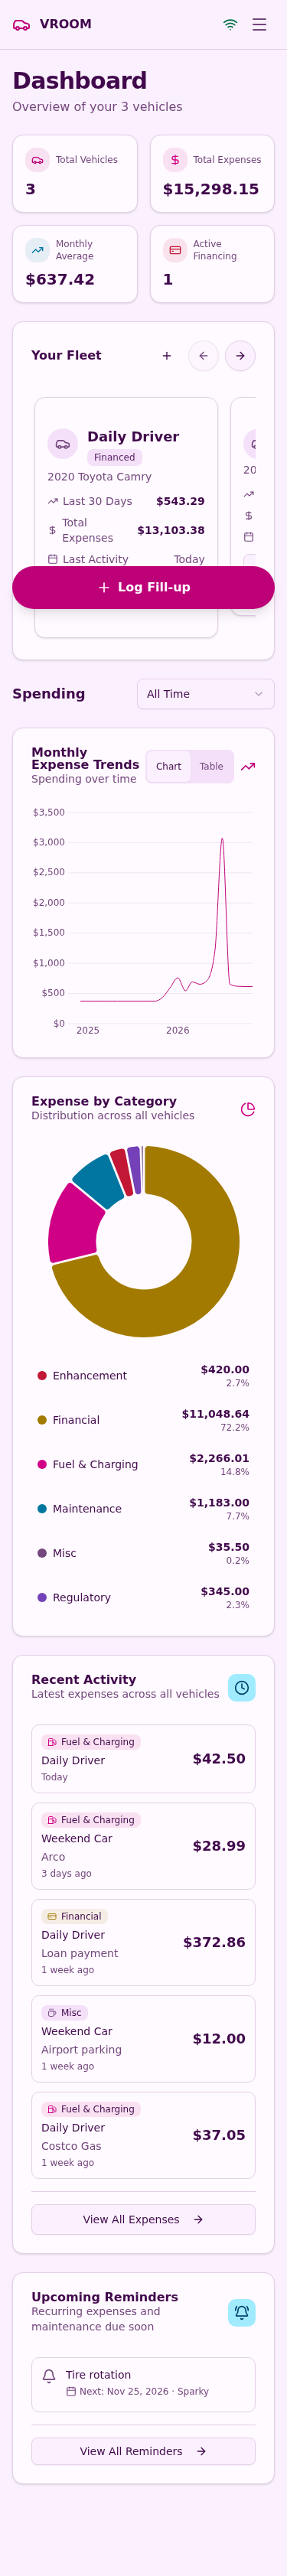 VROOM
Dashboard
Overview of your 3 vehicles
Total Vehicles
3
Total Expenses
$15,298.15
Monthly
Average
$637.42
Active
Financing
1
Your Fleet
Daily Driver
Financed
2020 Toyota Camry
Last 30 Days $543.29
Total
Expenses $13,103.38
Last Activity Today
20
Log Fill-up
Spending
All Time
Monthly
Expense Trends
Spending over time
Chart Table
$3,500
$3,000
$2,500
$2,000
$1,500
$1,000
$500
$0
2025 2026
Expense by Category
Distribution across all vehicles
Enhancement $420.00
2.7%
Financial $11,048.64
72.2%
Fuel & Charging $2,266.01
14.8%
Maintenance $1,183.00
7.7%
Misc $35.50
0.2%
Regulatory $345.00
2.3%
Recent Activity
Latest expenses across all vehicles
Fuel & Charging
Daily Driver
Today
$42.50
Fuel & Charging
Weekend Car
Arco
3 days ago
$28.99
Financial
Daily Driver
Loan payment
1 week ago
$372.86
Misc
Weekend Car
Airport parking
1 week ago
$12.00
Fuel & Charging
Daily Driver
Costco Gas
1 week ago
$37.05
View All Expenses
Upcoming Reminders
Recurring expenses and
maintenance due soon
Tire rotation
Next: Nov 25, 2026 · Sparky
View All Reminders